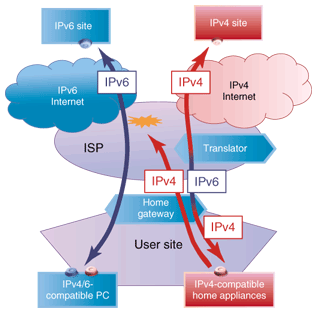 IPv6 site
IPv4 site
IPv6
Internet
IPv6
IPv4
IPv4
Internet
ISP
Translator
IPv4
IPv6
Home
gateway
IPv4
User site
IPv4/6-
compatible PC
IPv4-compatible
home appliances